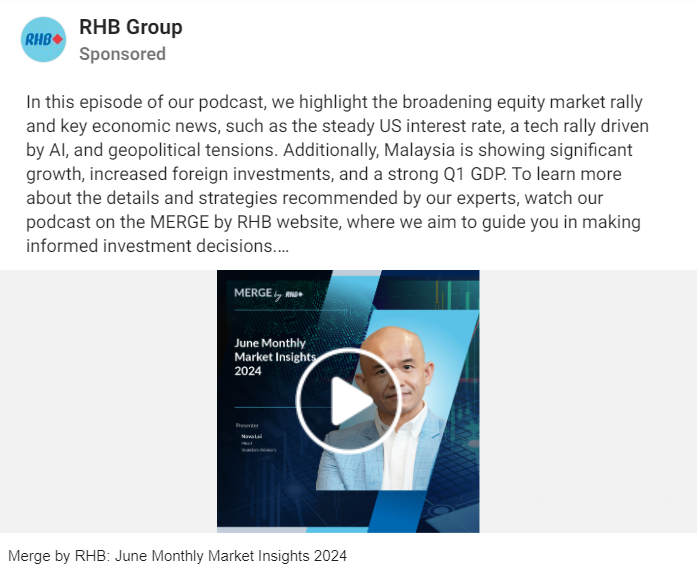 RHB
RHB Group
Sponsored
In this episode of our podcast, we highlight the broadening equity market rally
and key economic news, such as the steady US interest rate, a tech rally driven
by AI, and geopolitical tensions. Additionally, Malaysia is showing significant
growth, increased foreign investments, and a strong Q1 GDP. To learn more
about the details and strategies recommended by our experts, watch our
podcast on the MERGE by RHB website, where we aim to guide you in making
informed investment decisions.…
MERGE by RHB
June Monthly
Market Insights
2024
Presenter
Nova Lui
Head
Investors Advisory
Merge by RHB: June Monthly Market Insights 2024